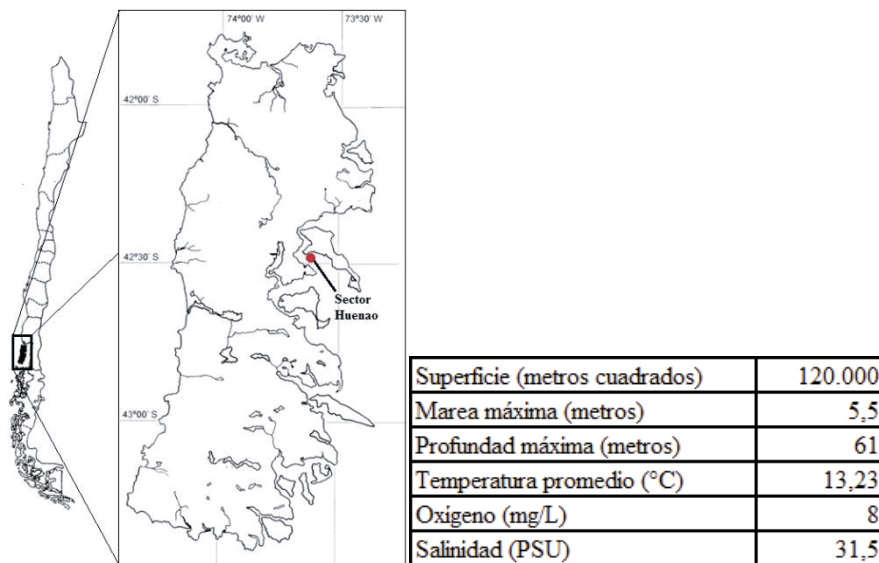 74°00' W
73°30' W
42°00' S
42°30' S
Sector
Huenao
43°00' S
Superficie (metros cuadrados) 120.000
Marea máxima (metros) 5,5
Profundad máxima (metros) 61
Temperatura promedio (°C) 13,23
Oxígeno (mg/L) 8
Salinidad (PSU) 31,5